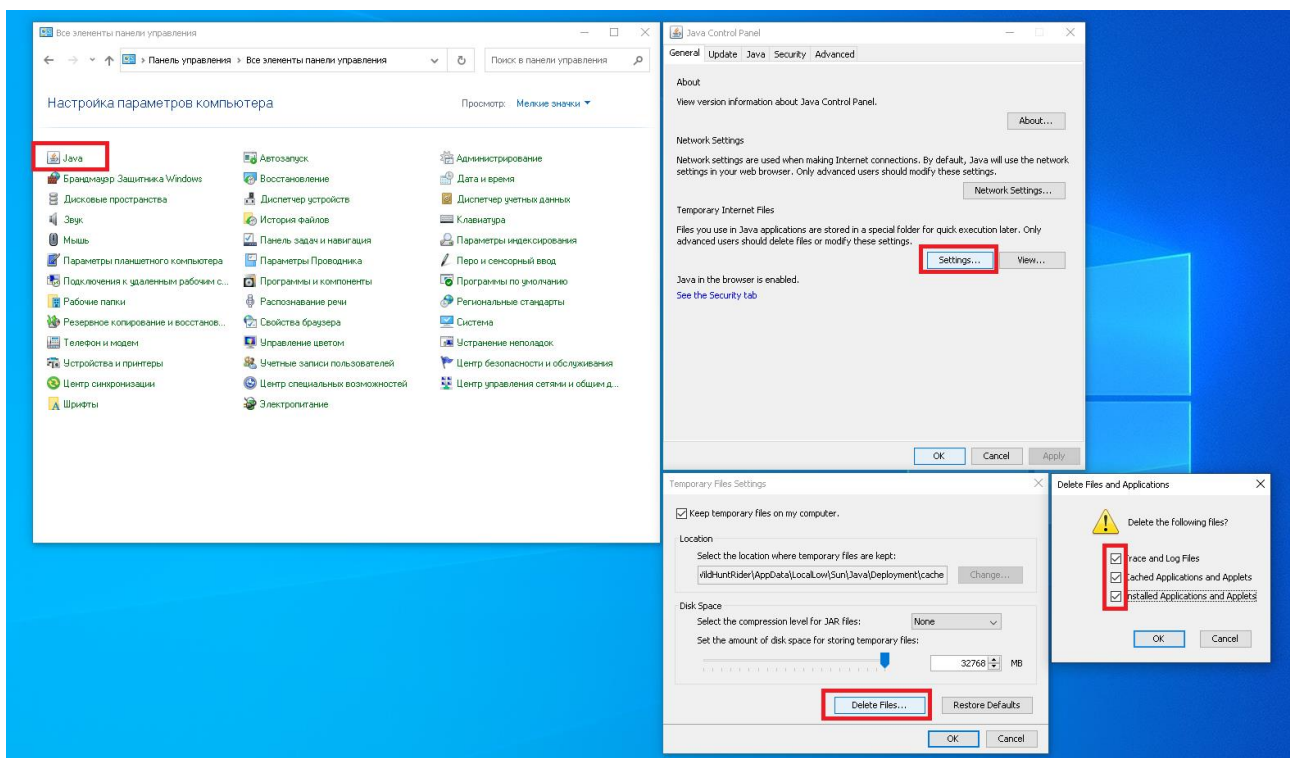 Все элементы панели управления
Панель управления > Все элементы панели управления
Поиск в панели управления
Настройка параметров компьютера
Просмотр: Мелкие значки
Java
Автозапуск
Администрирование
Брандмауэр Защитника Windows
Восстановление
Дата и время
Дисковые пространства
Диспетчер устройств
Диспетчер учетных данных
Звук
История файлов
Клавиатура
Мышь
Панель задач и навигация
Параметры индексирования
Параметры планшетного компьютера
Параметры Проводника
Перо и сенсорный ввод
Подключения к удаленным рабочим с...
Программы и компоненты
Программы по умолчанию
Рабочие папки
Распознавание речи
Региональные стандарты
Резервное копирование и восстанов...
Свойства браузера
Система
Телефон и модем
Управление цветом
Устранение неполадок
Устройства и принтеры
Учетные записи пользователей
Центр безопасности и обслуживания
Центр синхронизации
Центр специальных возможностей
Центр управления сетями и общим д...
Шрифты
Электропитание
Java Control Panel
General Update Java Security Advanced
About
View version information about Java Control Panel.
About...
Network Settings
Network settings are used when making Internet connections. By default, Java will use the network
settings in your web browser. Only advanced users should modify these settings.
Network Settings...
Temporary Internet Files
Files you use in Java applications are stored in a special folder for quick execution later. Only
advanced users should delete files or modify these settings.
Settings... View...
Java in the browser is enabled.
See the Security tab
OK Cancel Apply
Temporary Files Settings
Keep temporary files on my computer.
Location
Select the location where temporary files are kept:
VildHuntRider\AppData\LocalLow\Sun\Java\Deployment\cache Change...
Disk Space
Select the compression level for JAR files: None
Set the amount of disk space for storing temporary files:
32768 MB
Delete Files... Restore Defaults
OK Cancel
Delete Files and Applications
Delete the following files?
Trace and Log Files
Cached Applications and Applets
Installed Applications and Applets
OK Cancel